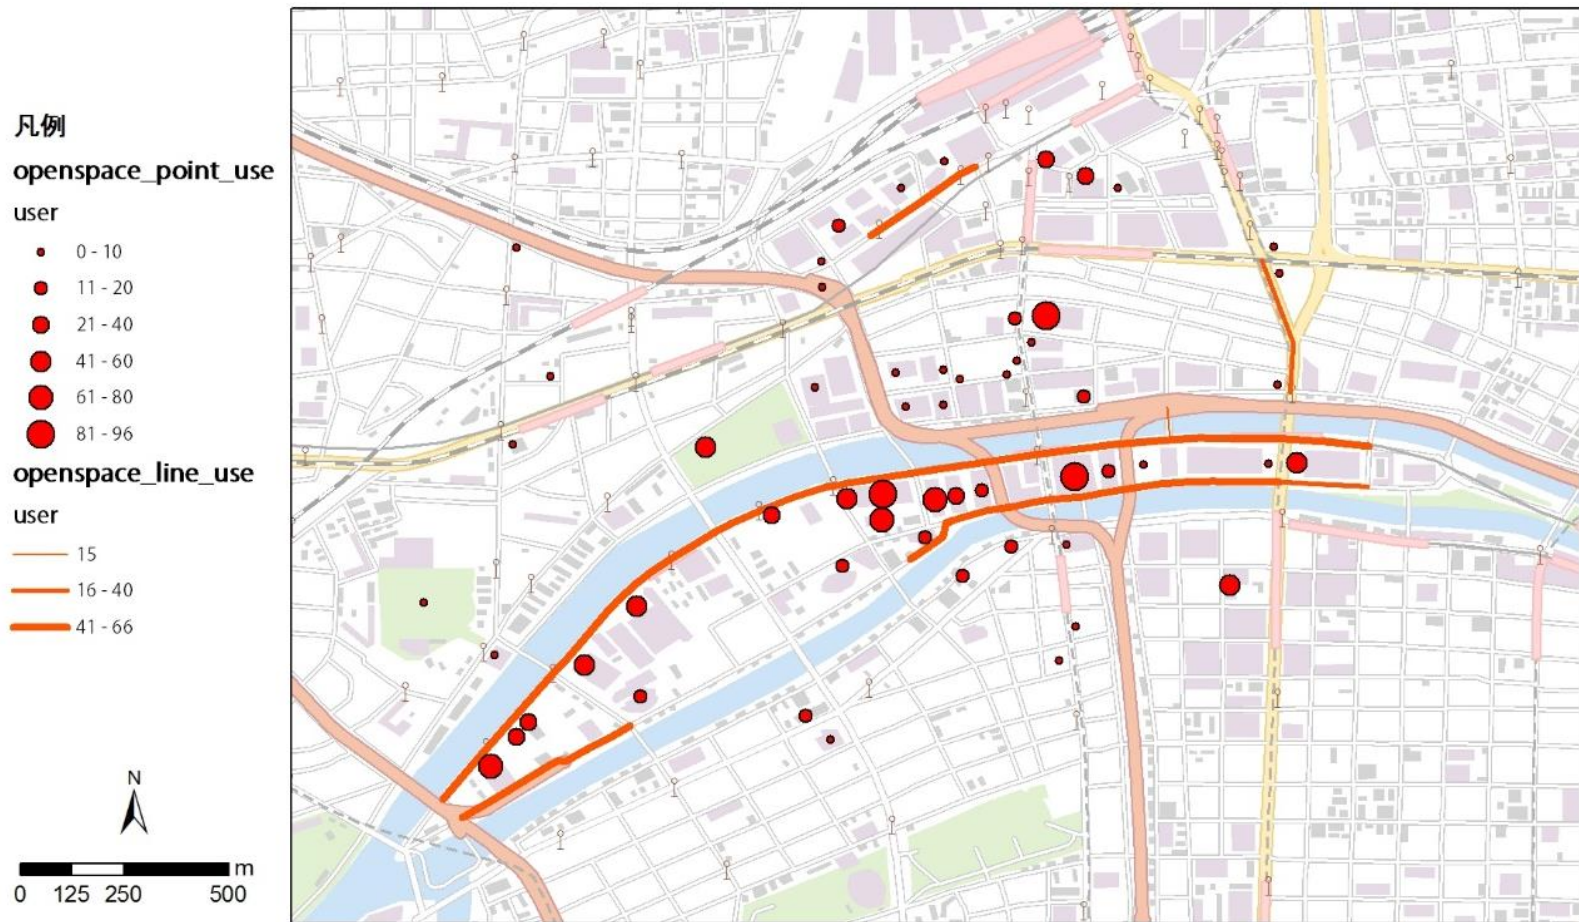 凡例
openspace_point_use
user
0 - 10
11 - 20
21 - 40
41 - 60
61 - 80
81 - 96
openspace_line_use
user
15
16 - 40
41 - 66
N
m
0 125 250 500